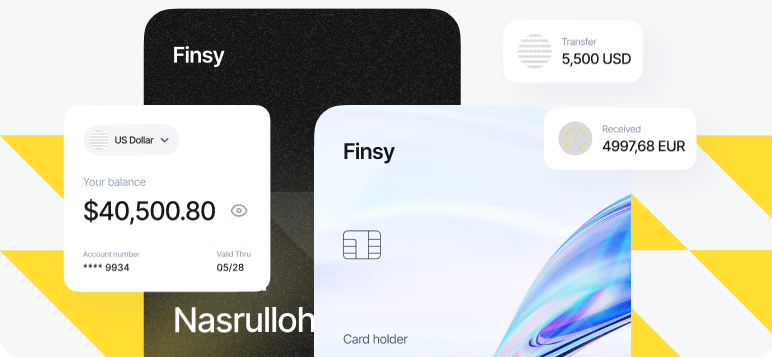 Finsy
Transfer
5,500 USD
US Dollar
Your balance
$40,500.80
Account number
Valid Thru
**** 9934
05/28
Finsy
Received
4997,68 EUR
Nasrulloh
Card holder